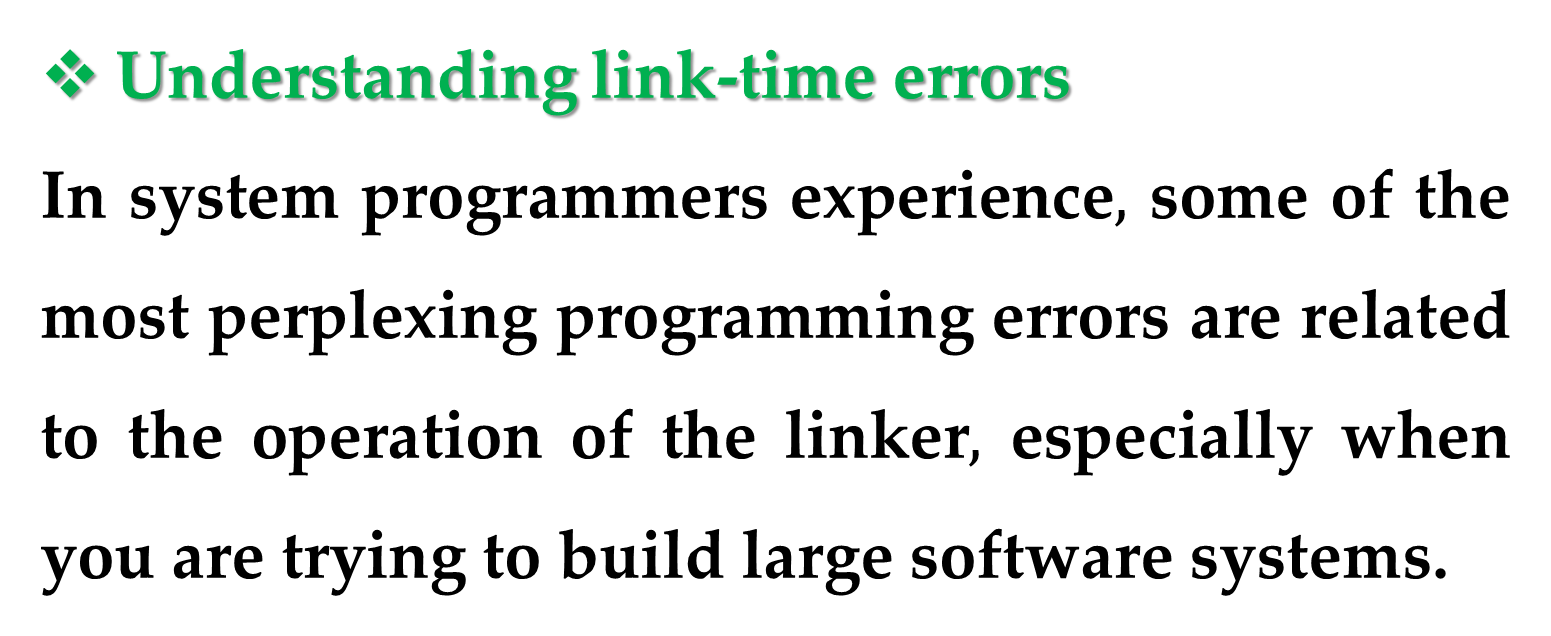 ❖ Understanding link-time errors
In system programmers experience, some of the
most perplexing programming errors are related
to the operation of the linker, especially when
you are trying to build large software systems.